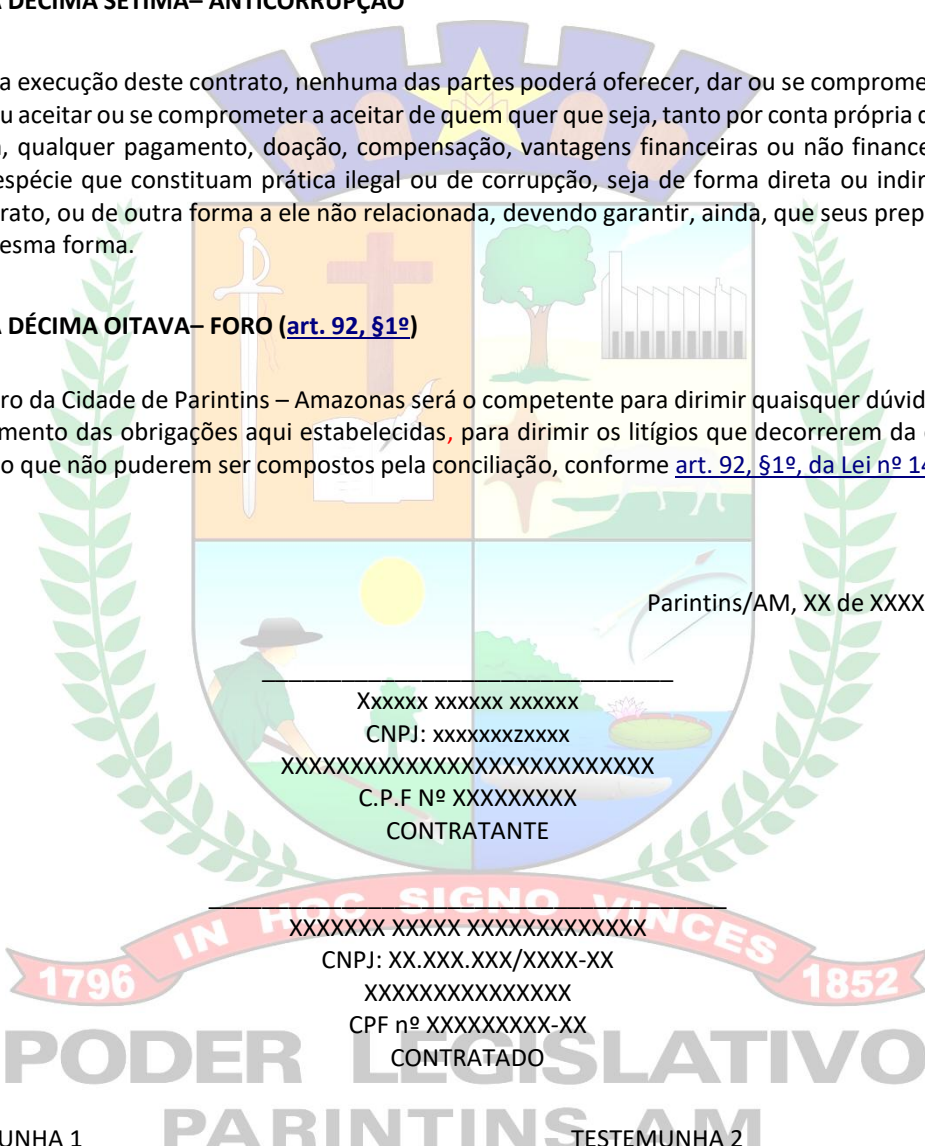 A DÉCIMA SÉTIMA– ANTICORRUPÇÃO
a execução deste contrato, nenhuma das partes poderá oferecer, dar ou se comprome
u aceitar ou se comprometer a aceitar de quem quer que seja, tanto por conta própria
, qualquer pagamento, doação, compensação, vantagens financeiras ou não finance
espécie que constituam prática ilegal ou de corrupção, seja de forma direta ou indir
rato, ou de outra forma a ele não relacionada, devendo garantir, ainda, que seus prep
esma forma.
A DÉCIMA OITAVA– FORO (art. 92, §1º)
ro da Cidade de Parintins – Amazonas será o competente para dirimir quaisquer dúvid
mento das obrigações aqui estabelecidas, para dirimir os litígios que decorrerem da
o que não puderem ser compostos pela conciliação, conforme art. 92, §1º, da Lei nº 14
Parintins/AM, XX de XXXX
Xxxxxx xxxxxx xxxxxx
CNPJ: xxxxxxxzxxxx
XXXXXXXXXXXXXXXXXXXXXXXXXXX
C.P.F Nº XXXXXXXXX
CONTRATANTE
IN HOC SIGNO VINCES
XXXXXXX XXXXX XXXXXXXXXXXXX
CNPJ: XX.XXX.XXX/XXXX-XX
1796
1852
XXXXXXXXXXXXXXX
CPF nº XXXXXXXXX-XX
PODER LEGISLATIVO
CONTRATADO
PARINTINS-AM
UNHA 1
TESTEMUNHA 2